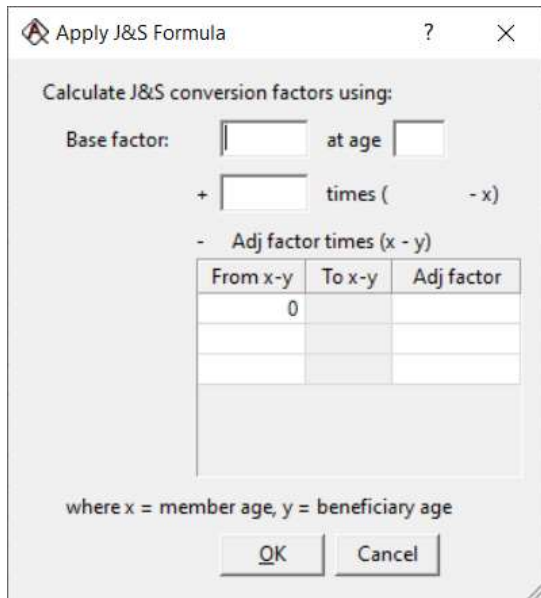 Apply J&S Formula ? ×
Calculate J&S conversion factors using:
Base factor: at age
+ times ( - x)
- Adj factor times (x - y)
From x-y To x-y Adj factor
0
where x = member age, y = beneficiary age
OK Cancel